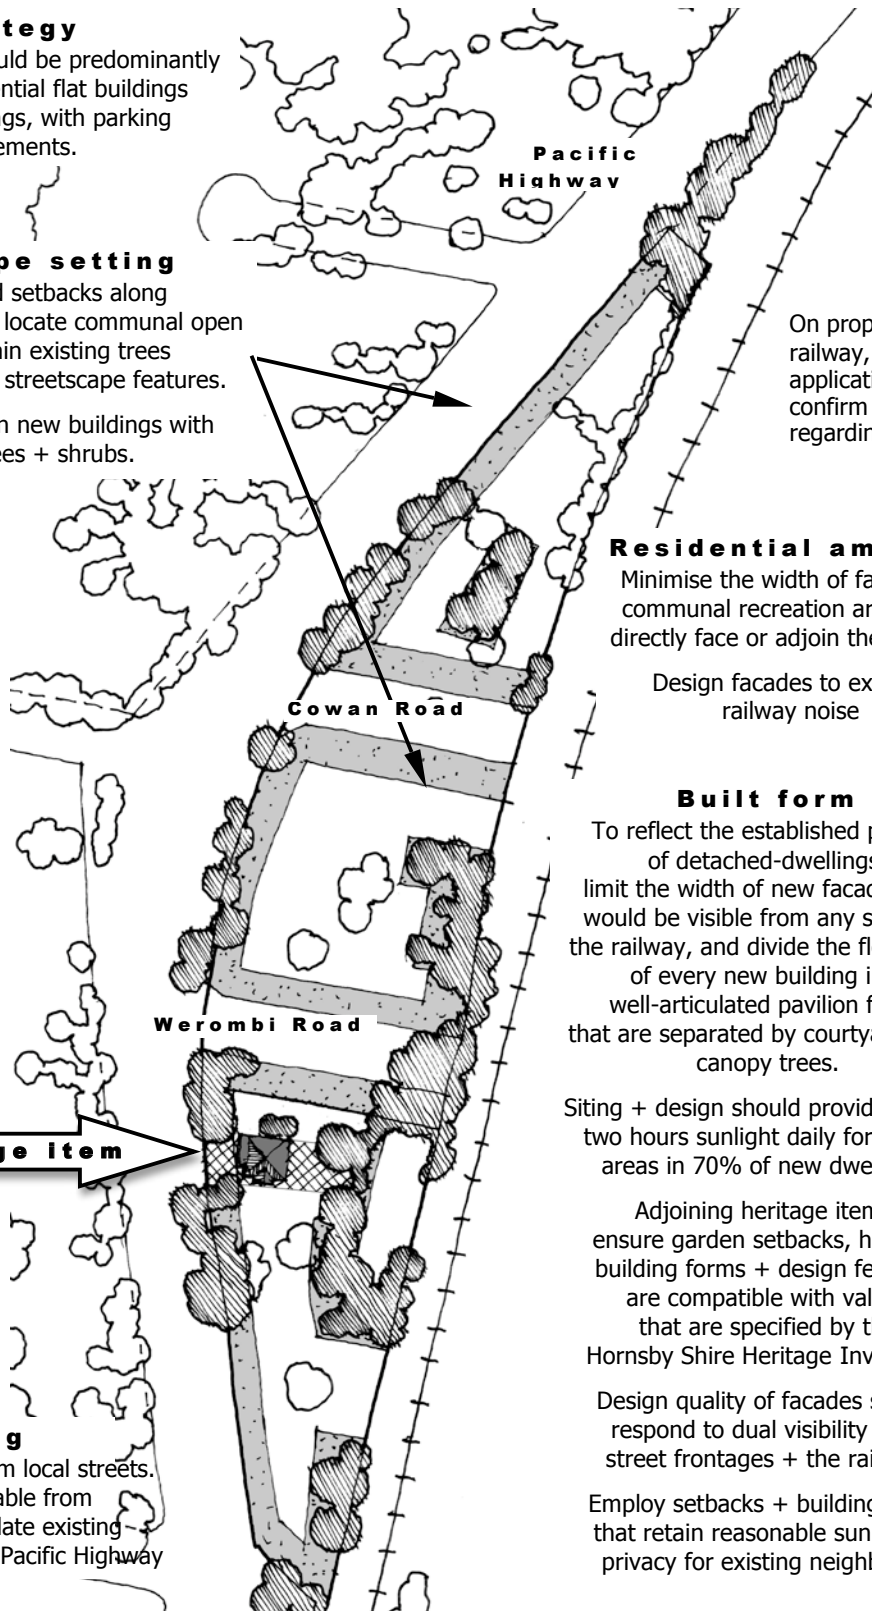 tegy
uld be predominantly
ential flat buildings
ngs, with parking
ements.
Pacific
Highway
pe setting
l setbacks along
locate communal open
ain existing trees
streetscape features.
n new buildings with
ees + shrubs.
On prop
railway,
applicati
confirm
regardin
Residential am
Minimise the width of fa
communal recreation ar
directly face or adjoin the
Design facades to ex
railway noise
Cowan Road
Built form
To reflect the established p
of detached-dwellings
limit the width of new facad
would be visible from any s
the railway, and divide the fl
of every new building i
well-articulated pavilion f
that are separated by courtya
canopy trees.
Werombi Road
Siting + design should provid
two hours sunlight daily for
areas in 70% of new dwe
ge item
Adjoining heritage item
ensure garden setbacks, h
building forms + design fe
are compatible with val
that are specified by t
Hornsby Shire Heritage Inv
Design quality of facades s
respond to dual visibility
street frontages + the rai
Employ setbacks + building
that retain reasonable sun
privacy for existing neighb
g
m local streets.
able from
late existing
Pacific Highway